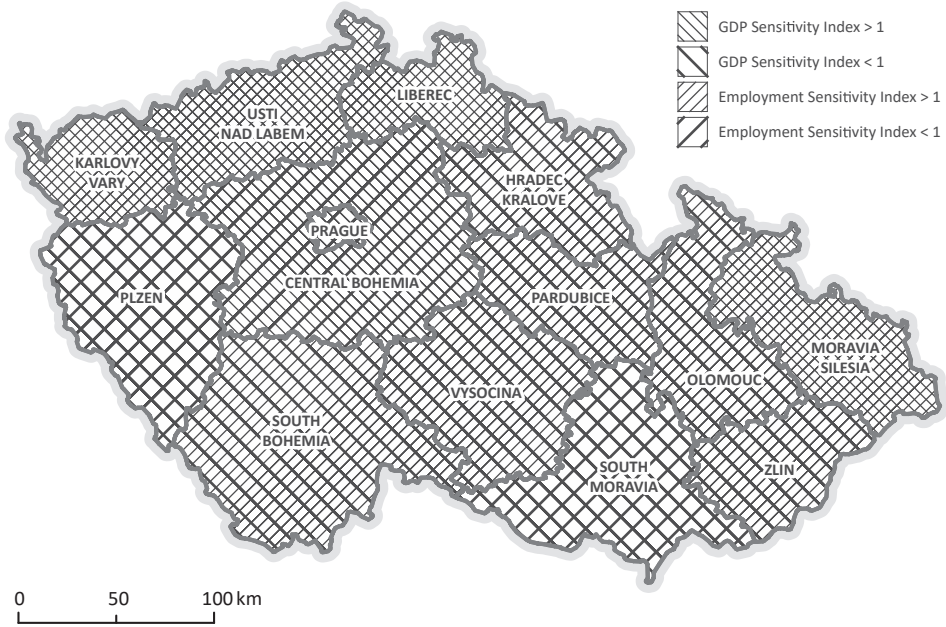 GDP Sensitivity Index > 1
GDP Sensitivity Index < 1
Employment Sensitivity Index > 1
Employment Sensitivity Index < 1
LIBEREC
USTI
NAD LABEM
KARLOVY
VARY
HRADEC
KRALOVE
PRAGUE
CENTRAL BOHEMIA
PLZEN
PARDUBICE
MORAVIA
SILESIA
OLOMOUC
VYSOCINA
SOUTH
BOHEMIA
SOUTH
MORAVIA
ZLIN
0 50 100 km